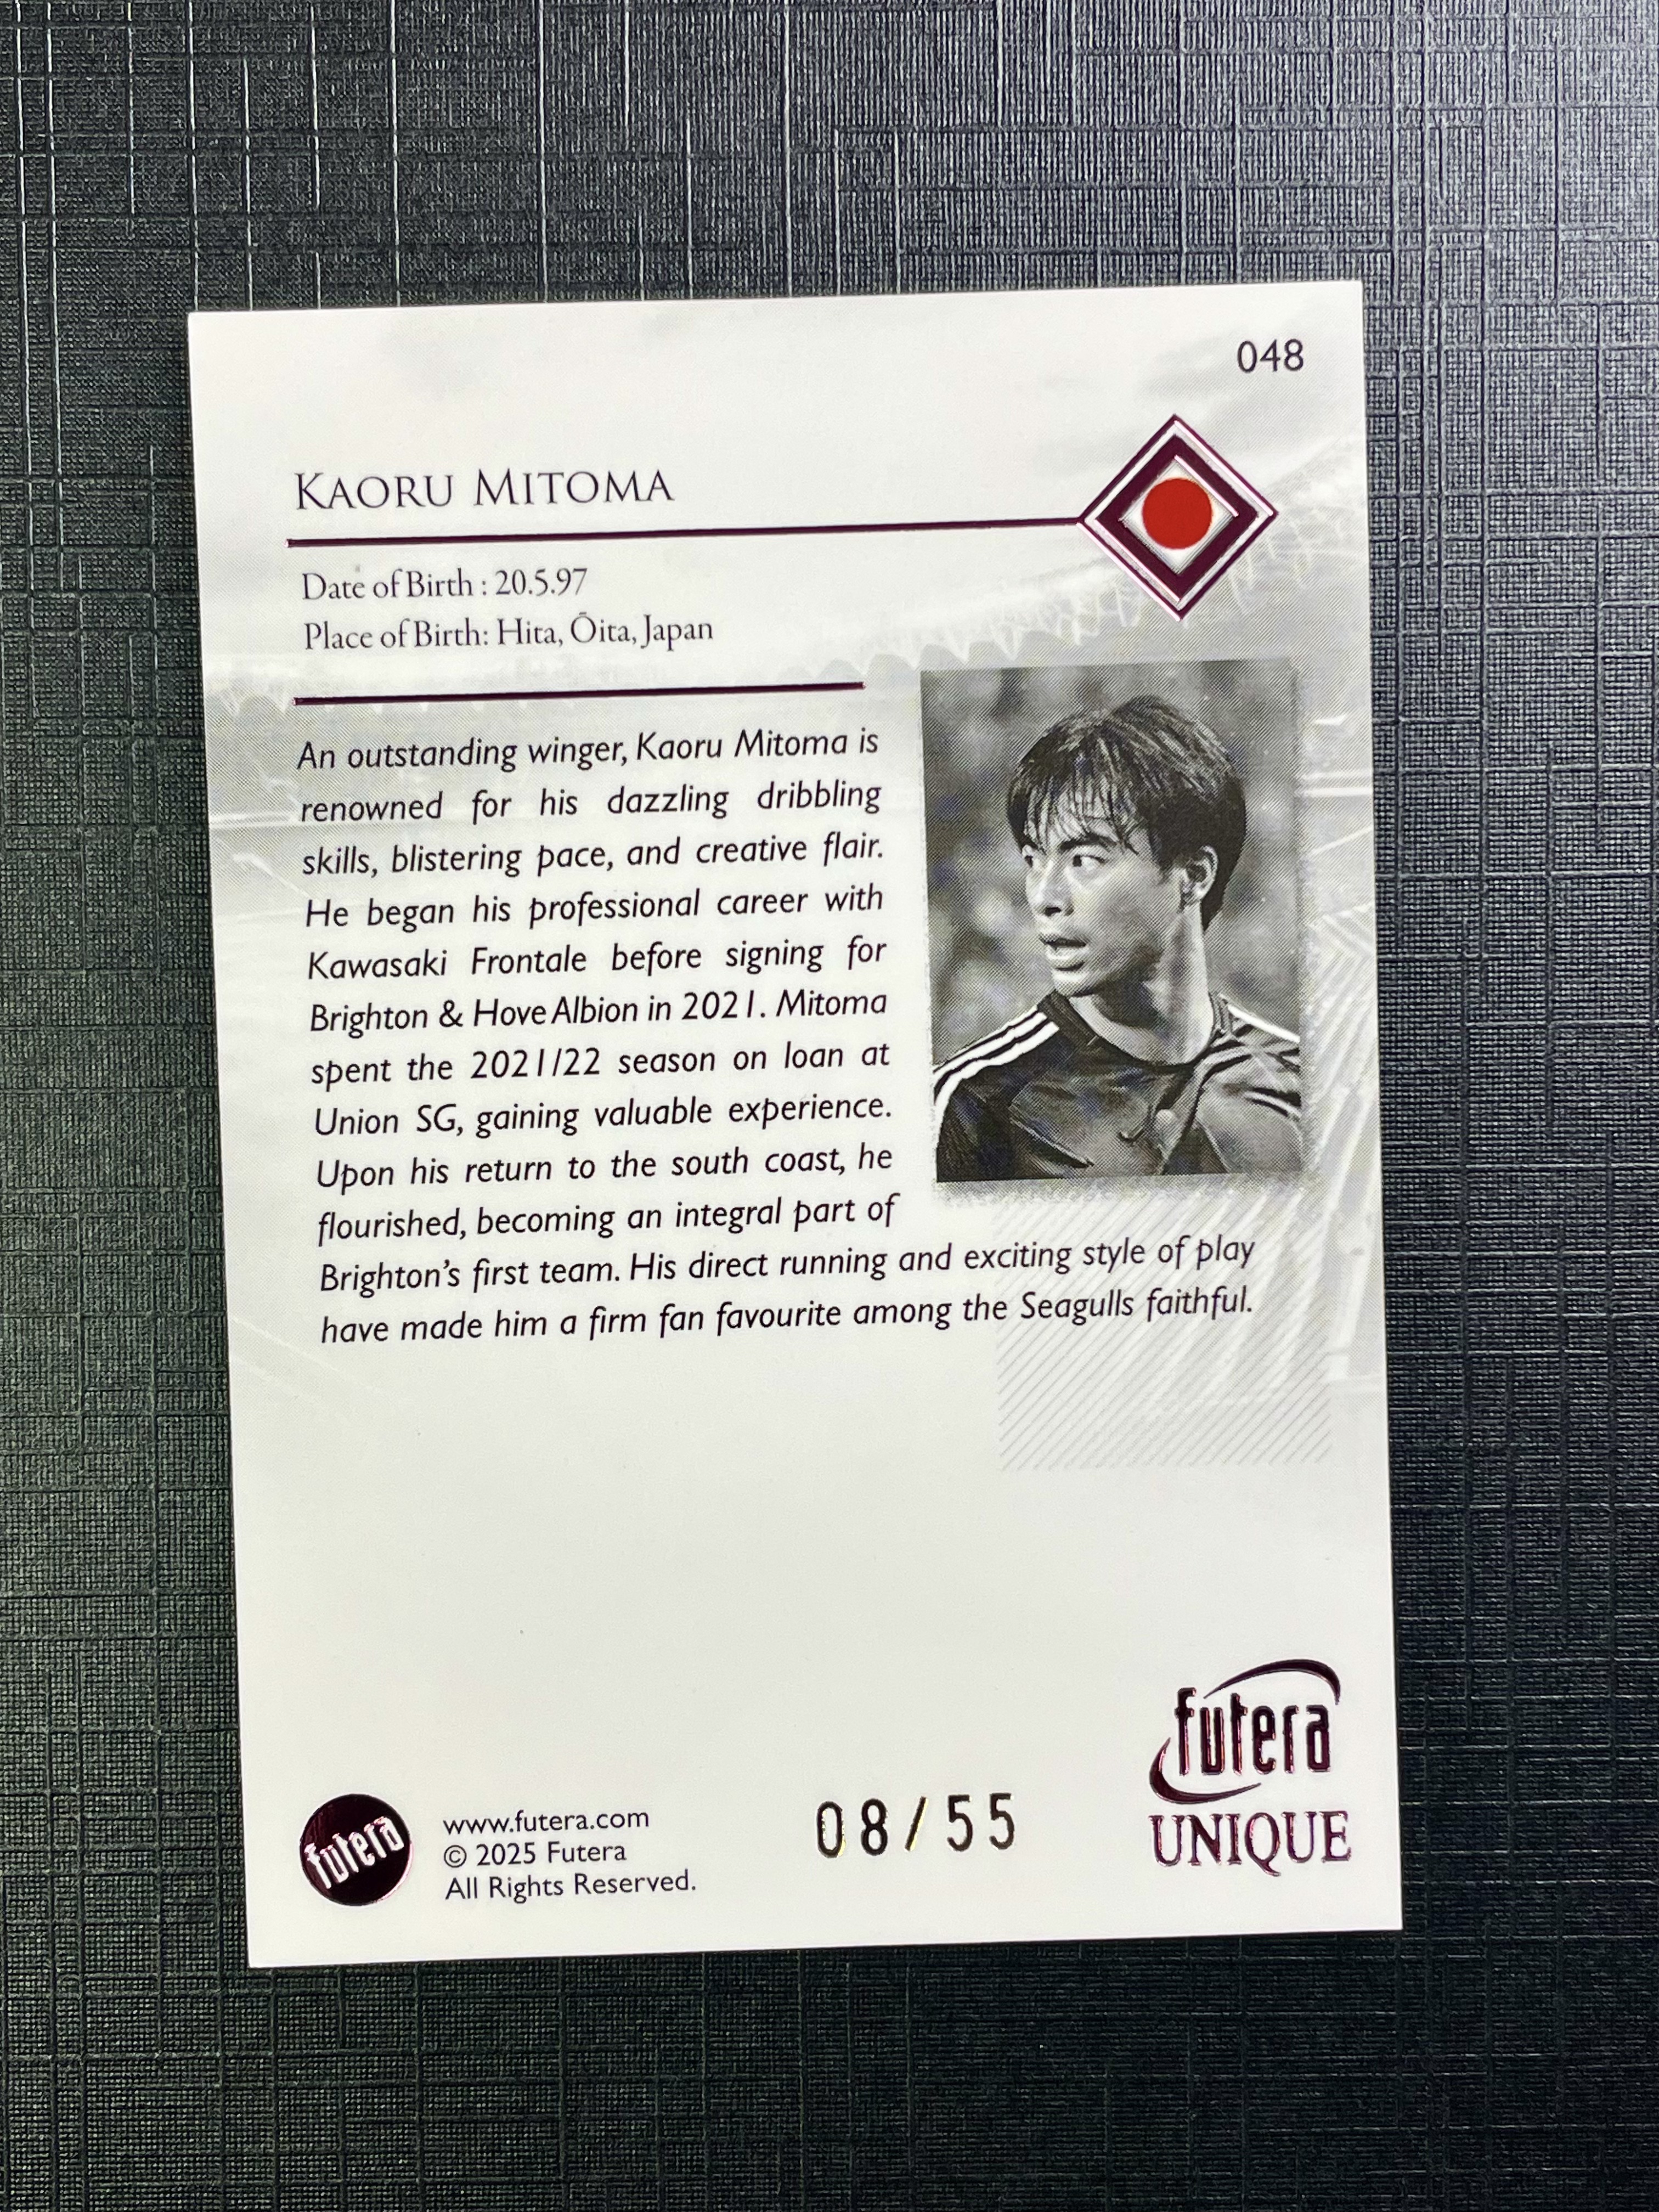 048
KAORU MITOMA
Date of Birth : 20.5.97
Place of Birth: Hita, Ōita, Japan
An outstanding winger, Kaoru Mitoma is
renowned for his dazzling dribbling
skills, blistering pace, and creative flair.
He began his professional career with
Kawasaki Frontale before signing for
Brighton & Hove Albion in 2021. Mitoma
spent the 2021/22 season on loan at
Union SG, gaining valuable experience.
Upon his return to the south coast, he
flourished, becoming an integral part of
Brighton's first team. His direct running and exciting style of play
have made him a firm fan favourite among the Seagulls faithful.
futera
UNIQUE
futera
www.futera.com
© 2025 Futera
All Rights Reserved.
08/55